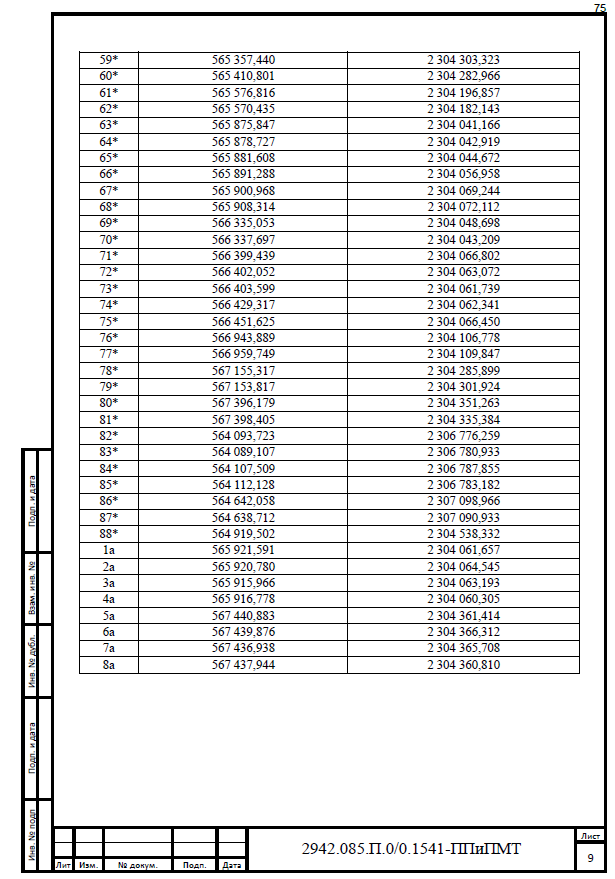 75
59* 565 357,440 2 304 303,323
60* 565 410,801 2 304 282,966
61* 565 576,816 2 304 196,857
62* 565 570,435 2 304 182,143
63* 565 875,847 2 304 041,166
64* 565 878,727 2 304 042,919
65* 565 881,608 2 304 044,672
66* 565 891,288 2 304 056,958
67* 565 900,968 2 304 069,244
68* 565 908,314 2 304 072,112
69* 566 335,053 2 304 048,698
70* 566 337,697 2 304 043,209
71* 566 399,439 2 304 066,802
72* 566 402,052 2 304 063,072
73* 566 403,599 2 304 061,739
74* 566 429,317 2 304 062,341
75* 566 451,625 2 304 066,450
76* 566 943,889 2 304 106,778
77* 566 959,749 2 304 109,847
78* 567 155,317 2 304 285,899
79* 567 153,817 2 304 301,924
80* 567 396,179 2 304 351,263
81* 567 398,405 2 304 335,384
82* 564 093,723 2 306 776,259
83* 564 089,107 2 306 780,933
84* 564 107,509 2 306 787,855
85* 564 112,128 2 306 783,182
86* 564 642,058 2 307 098,966
87* 564 638,712 2 307 090,933
88* 564 919,502 2 304 538,332
1а 565 921,591 2 304 061,657
2а 565 920,780 2 304 064,545
3а 565 915,966 2 304 063,193
4а 565 916,778 2 304 060,305
5а 567 440,883 2 304 361,414
6а 567 439,876 2 304 366,312
7а 567 436,938 2 304 365,708
8а 567 437,944 2 304 360,810
Подп. и дата
Взам. инв. №
Инв. № дубл.
Подп. и дата
Инв. № подп
Лит Изм. № докум. Подп. Дата
2942.085.П.0/0.1541-ППиПМТ
Лист
9